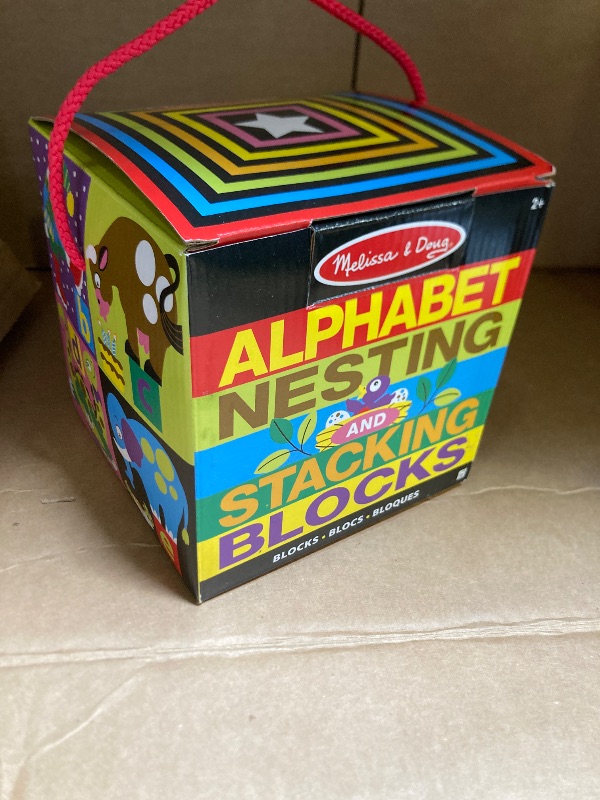 2+
Melissa & Doug.
ALPHABET
NESTING
AND
STACKING
BLOCKS
BLOCKS • BLOCS • BLOQUES
C